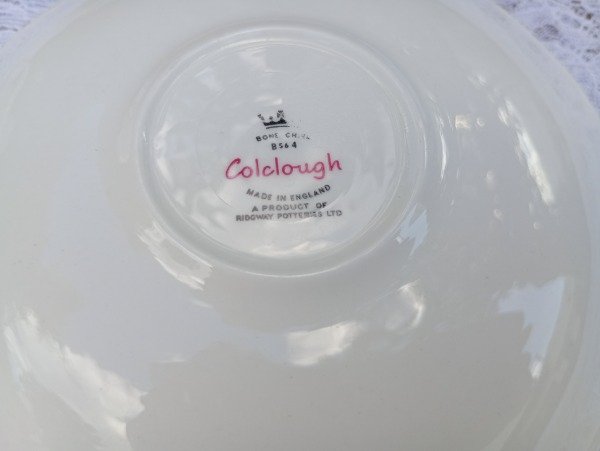 BONE CHINA
B564
Colclough
MADE IN ENGLAND
A PRODUCT OF
RIDGWAY POTTERIES LTD